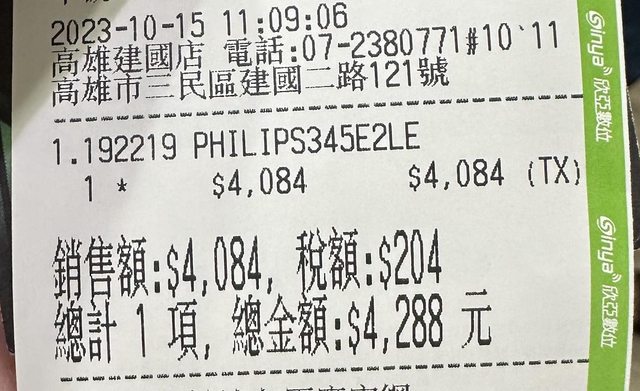 2023-10-15 11:09:06
高雄建國店 電話:07-2380771#10`11
高雄市三民區建國二路121號
1.192219 PHILIPS345E2LE
1 * $4,084 $4,084 (TX)
銷售額:$4,084, 稅額:$204
總計 1 項, 總金額:$4,288 元
Sinya 欣亞數位
Sinya 欣亞數位